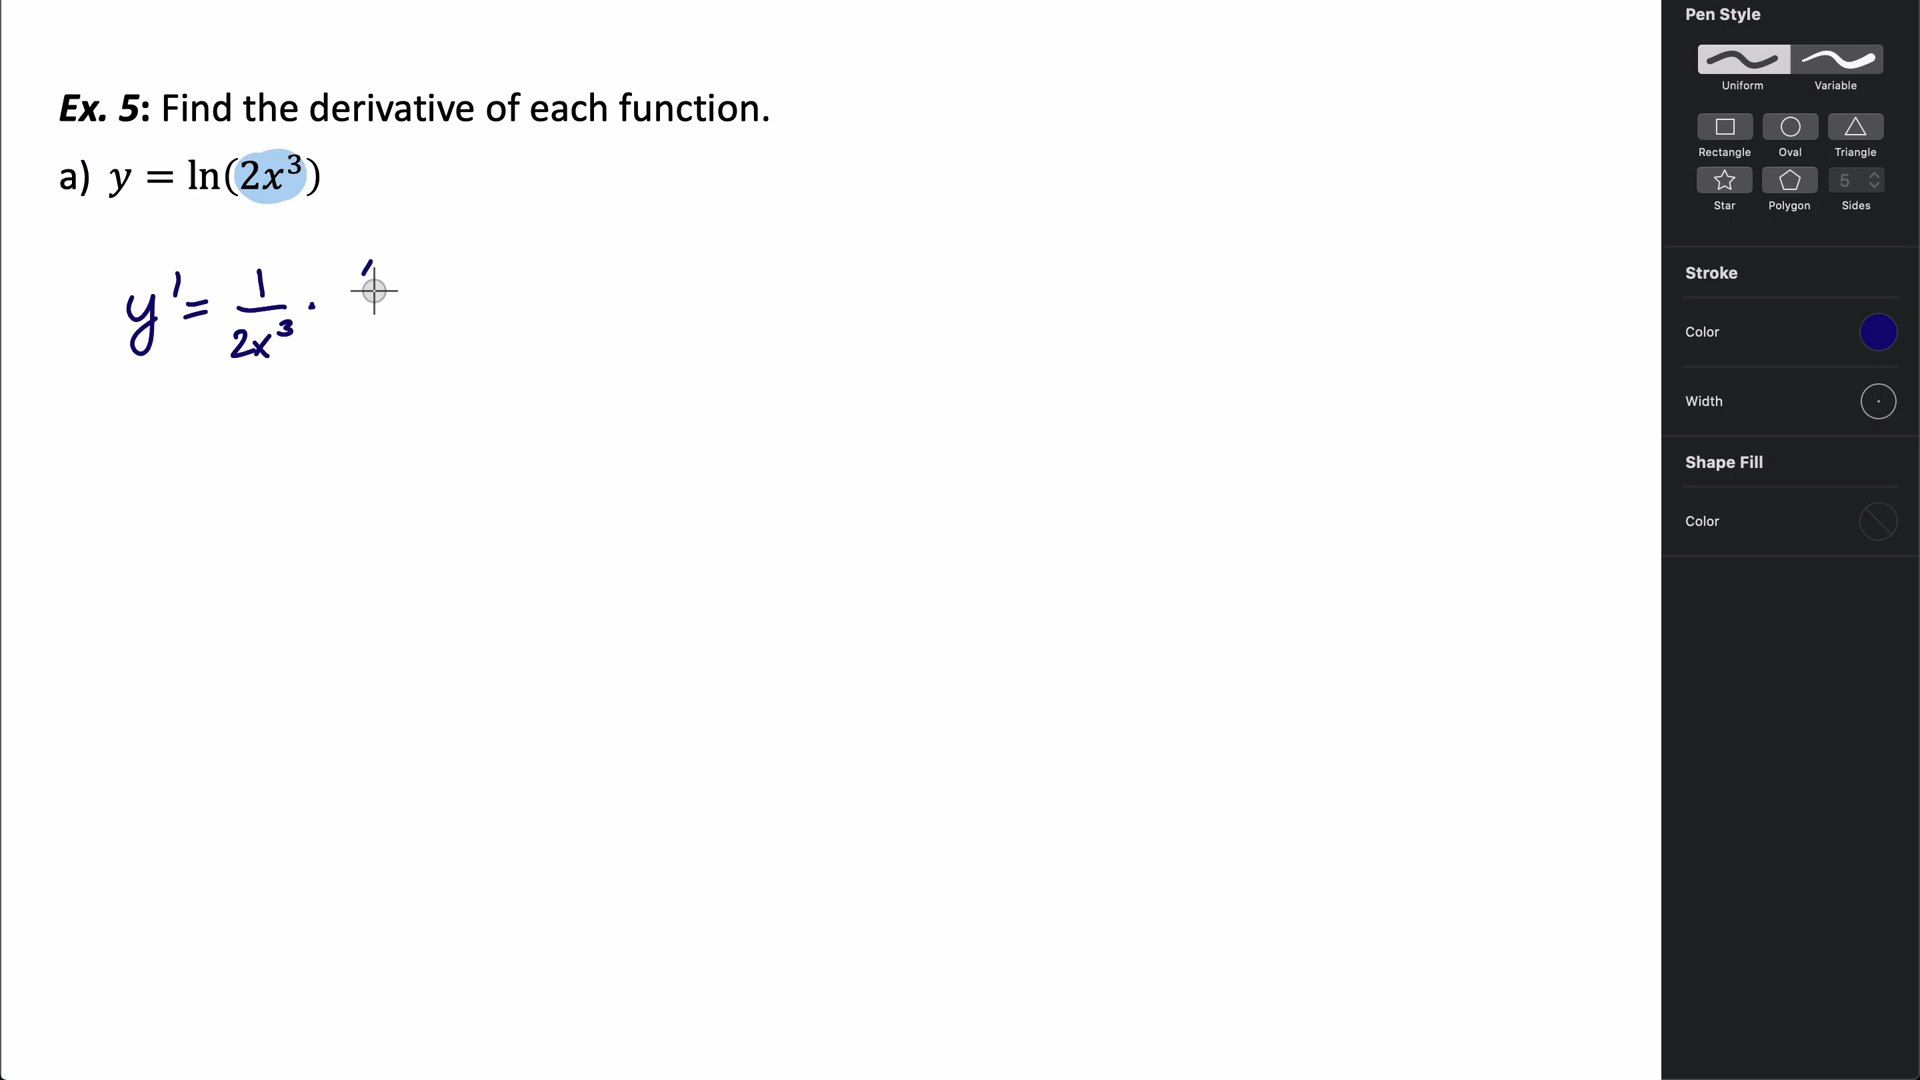 Ex. 5: Find the derivative of each function.
a) y = ln(2x³)
y' = 1/2x³ ·
Pen Style
Uniform Variable
Rectangle Oval Triangle
5
Star Polygon Sides
Stroke
Color
Width
Shape Fill
Color